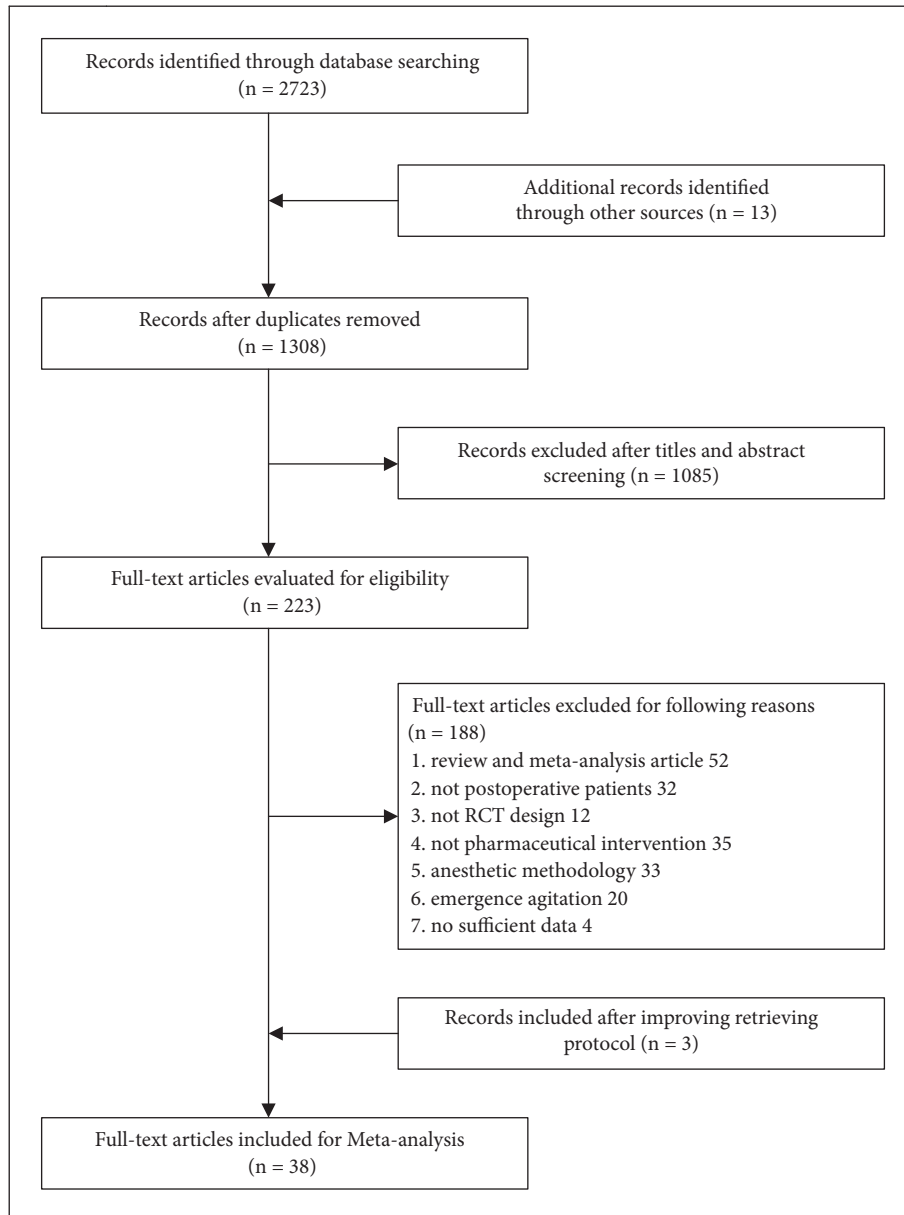 Records identified through database searching
(n = 2723)
Additional records identified
through other sources (n = 13)
Records after duplicates removed
(n = 1308)
Records excluded after titles and abstract
screening (n = 1085)
Full-text articles evaluated for eligibility
(n = 223)
Full-text articles excluded for following reasons
(n = 188)
1. review and meta-analysis article 52
2. not postoperative patients 32
3. not RCT design 12
4. not pharmaceutical intervention 35
5. anesthetic methodology 33
6. emergence agitation 20
7. no sufficient data 4
Records included after improving retrieving
protocol (n = 3)
Full-text articles included for Meta-analysis
(n = 38)